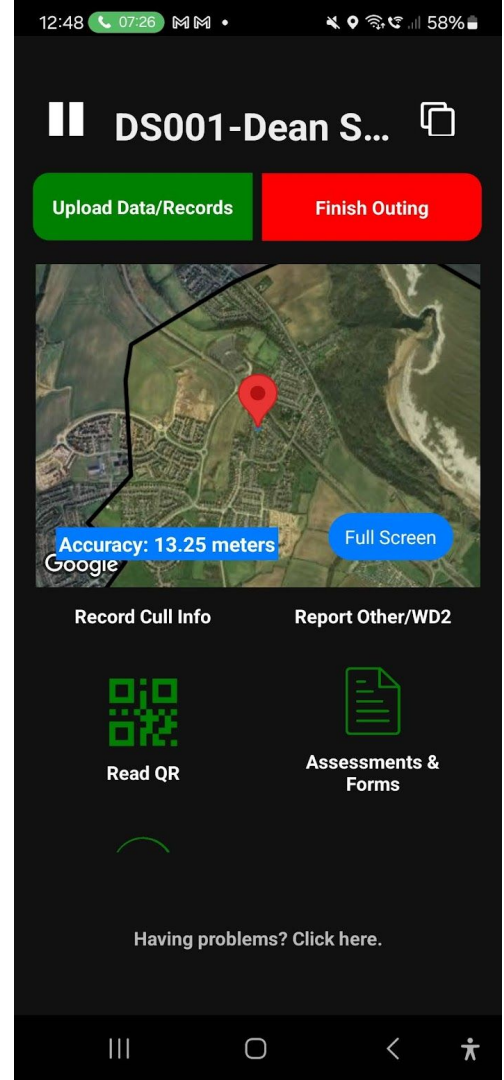 12:48 07:26 58%
DS001-Dean S...
Upload Data/Records Finish Outing
Accuracy: 13.25 meters Full Screen
Google
Record Cull Info Report Other/WD2
Read QR Assessments &
Forms
Having problems? Click here.